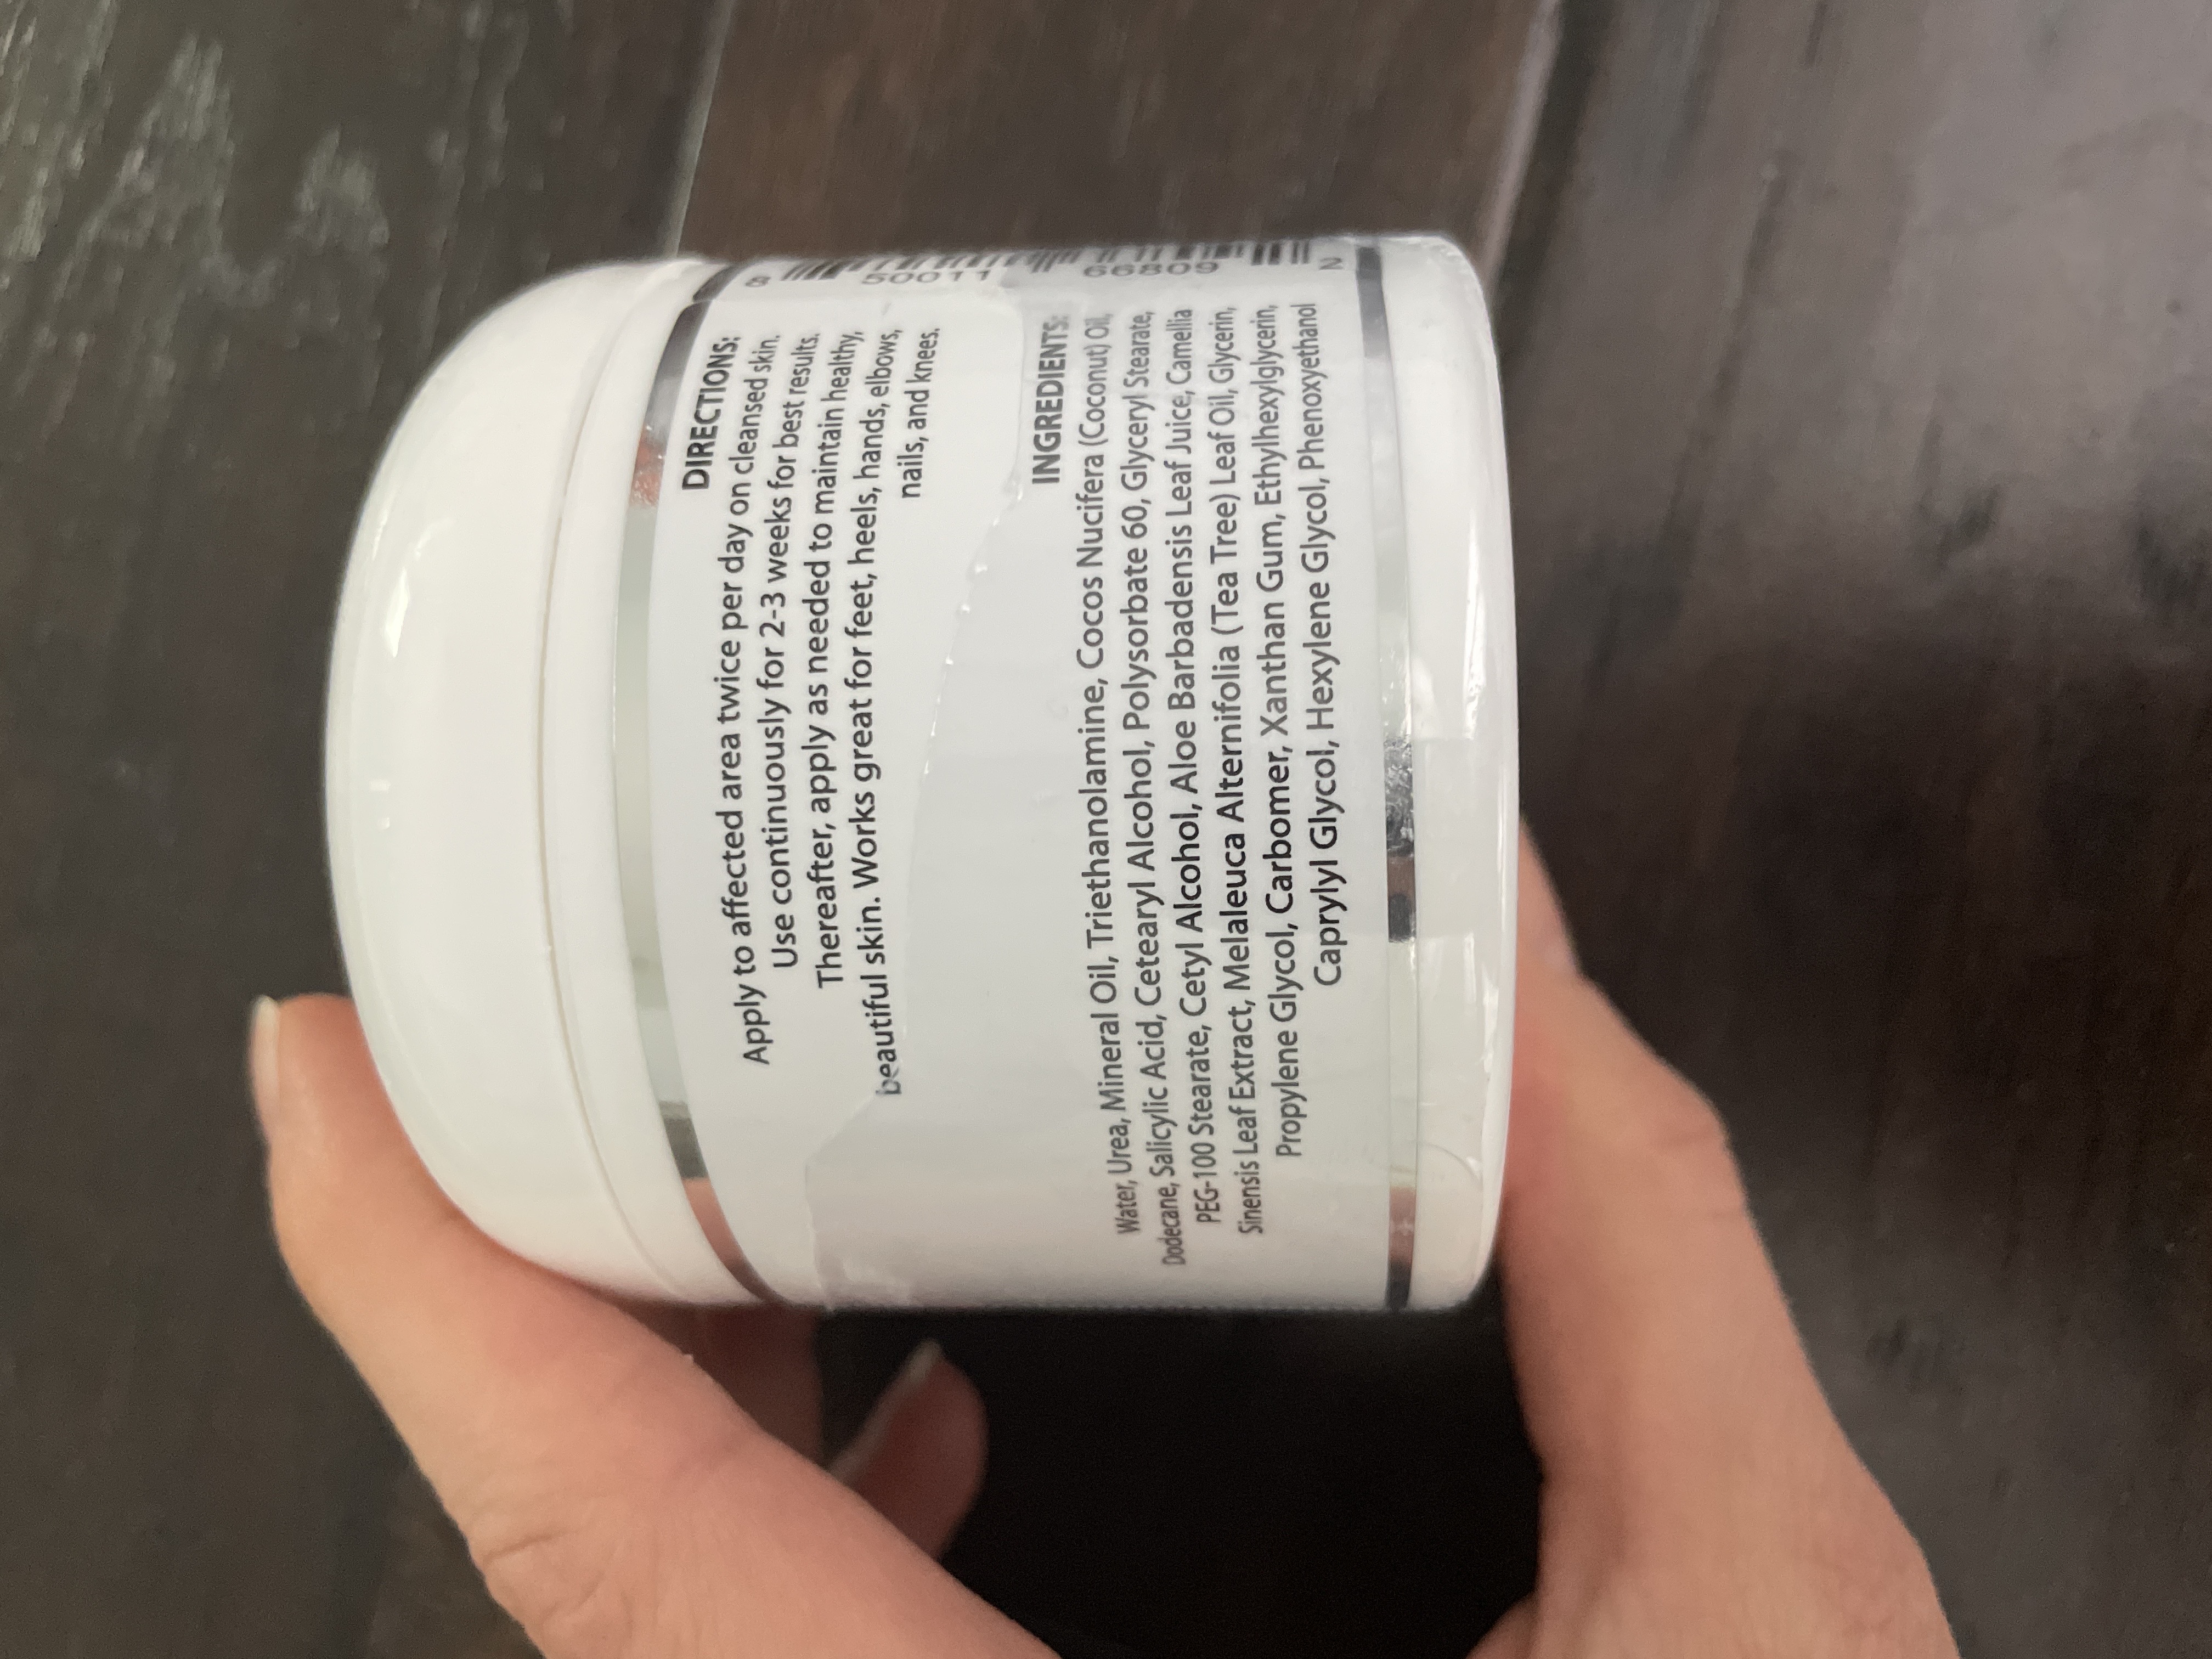 DIRECTIONS:
Apply to affected area twice per day on cleansed skin.
Use continuously for 2-3 weeks for best results.
Thereafter, apply as needed to maintain healthy,
beautiful skin. Works great for feet, heels, hands, elbows,
nails, and knees.
INGREDIENTS:
Water, Urea, Mineral Oil, Triethanolamine, Cocos Nucifera (Coconut) Oil,
Dodecane, Salicylic Acid, Cetearyl Alcohol, Polysorbate 60, Glyceryl Stearate,
PEG-100 Stearate, Cetyl Alcohol, Aloe Barbadensis Leaf Juice, Camellia
Sinensis Leaf Extract, Melaleuca Alternifolia (Tea Tree) Leaf Oil, Glycerin,
Propylene Glycol, Carbomer, Xanthan Gum, Ethylhexylglycerin,
Caprylyl Glycol, Hexylene Glycol, Phenoxyethanol
8 50011 66809 2